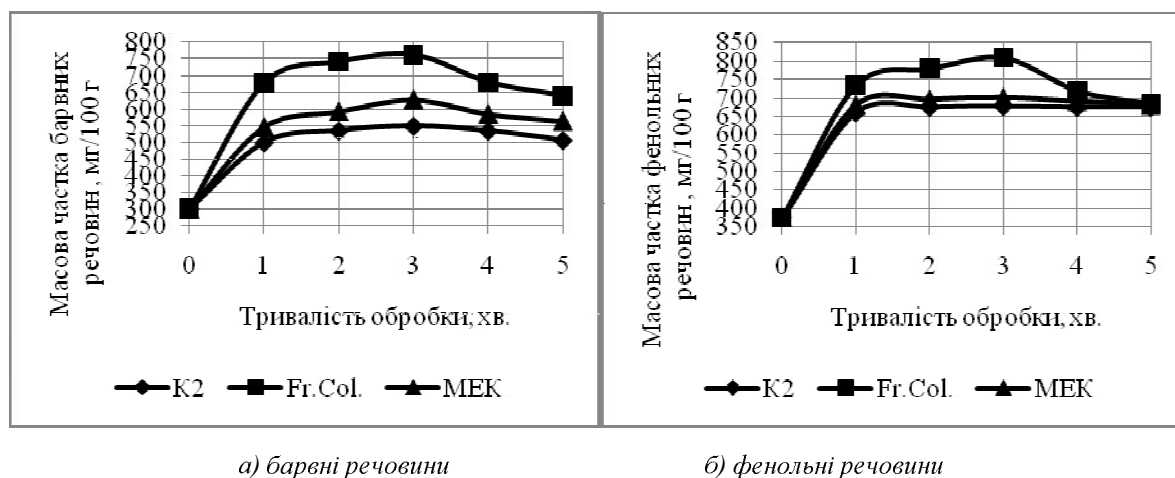 Масова частка барвних
речовин, мг/100 г
800
750
700
650
600
550
500
450
400
350
300
250
0 1 2 3 4 5
Тривалість обробки, хв.
К2 Fr.Col. МЕК
Масова частка фенольних
речовин , мг/100г
850
800
750
700
650
600
550
500
450
400
350
0 1 2 3 4 5
Тривалість обробки, хв.
К2 Fr.Col. МЕК
а) барвні речовини
б) фенольні речовини